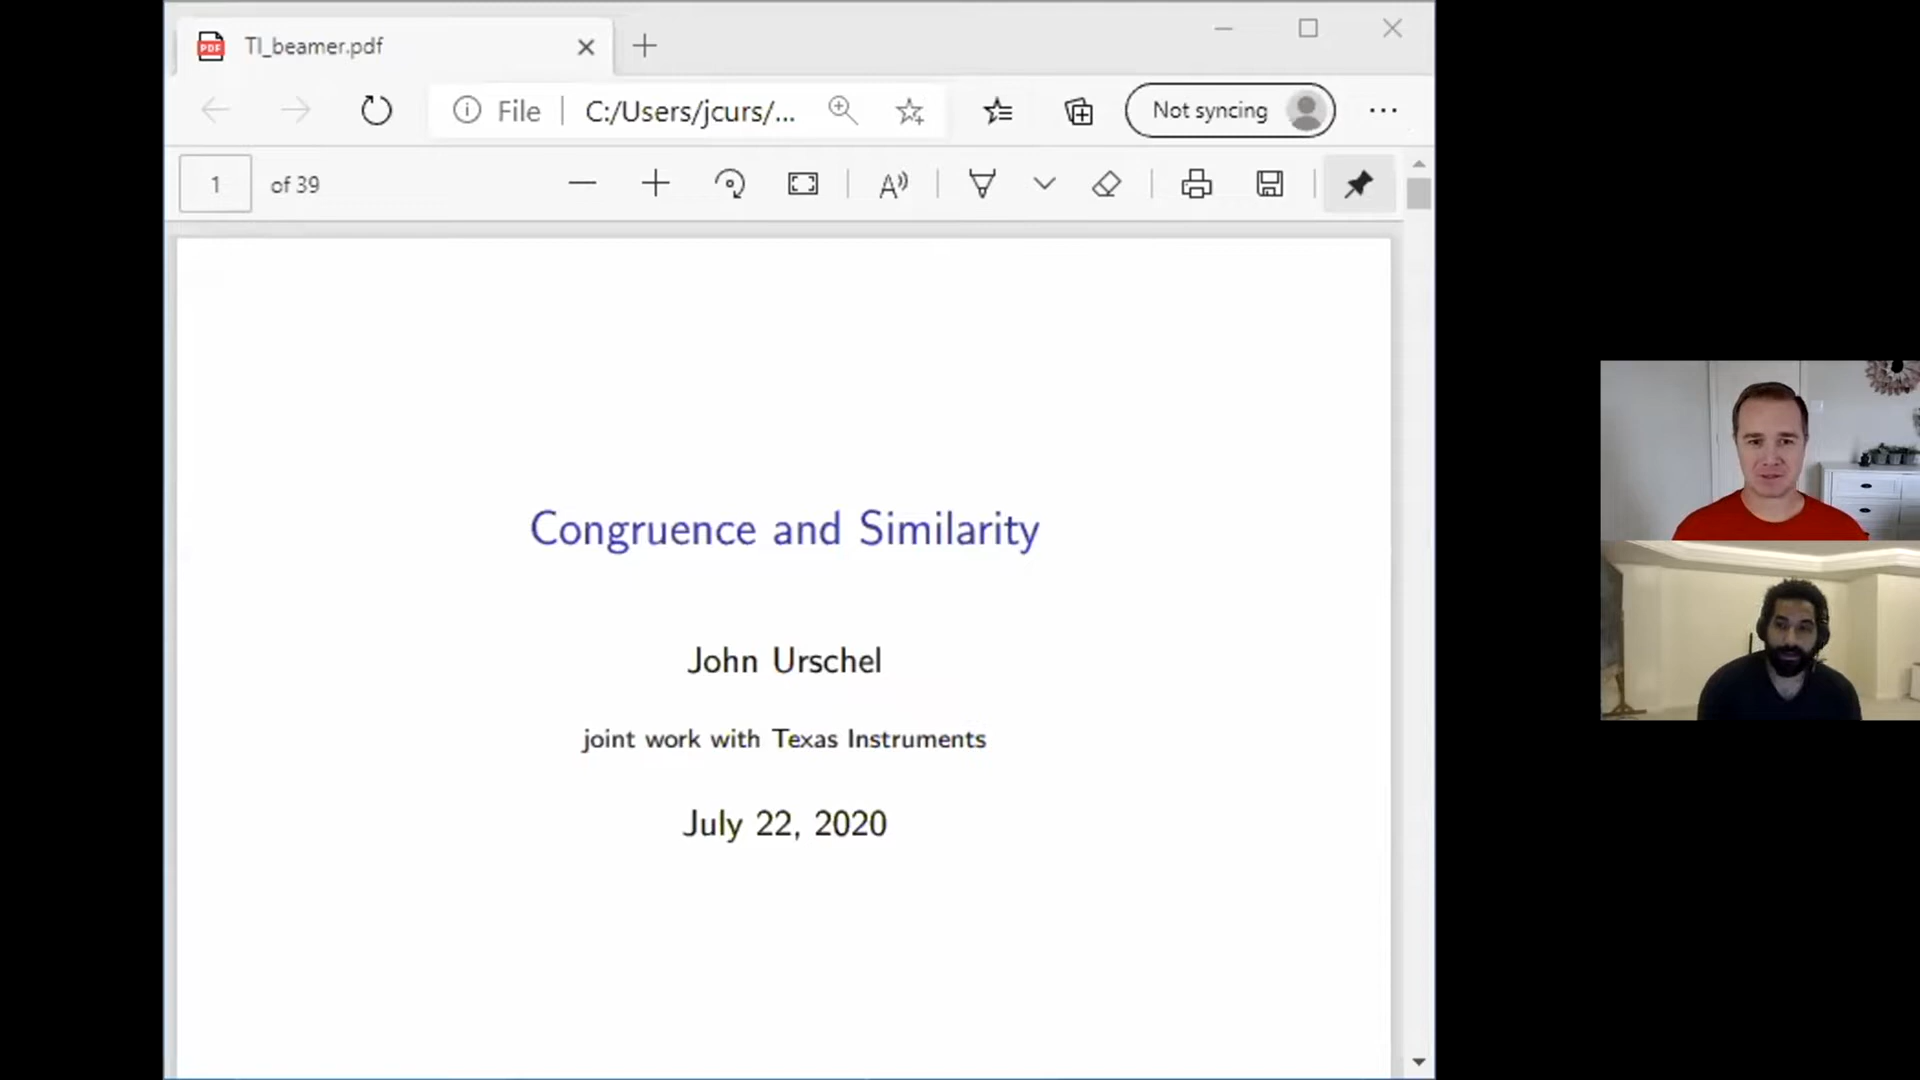 TI_beamer.pdf
File
C:/Users/jcurs/...
Not syncing
1 of 39
Congruence and Similarity
John Urschel
joint work with Texas Instruments
July 22, 2020